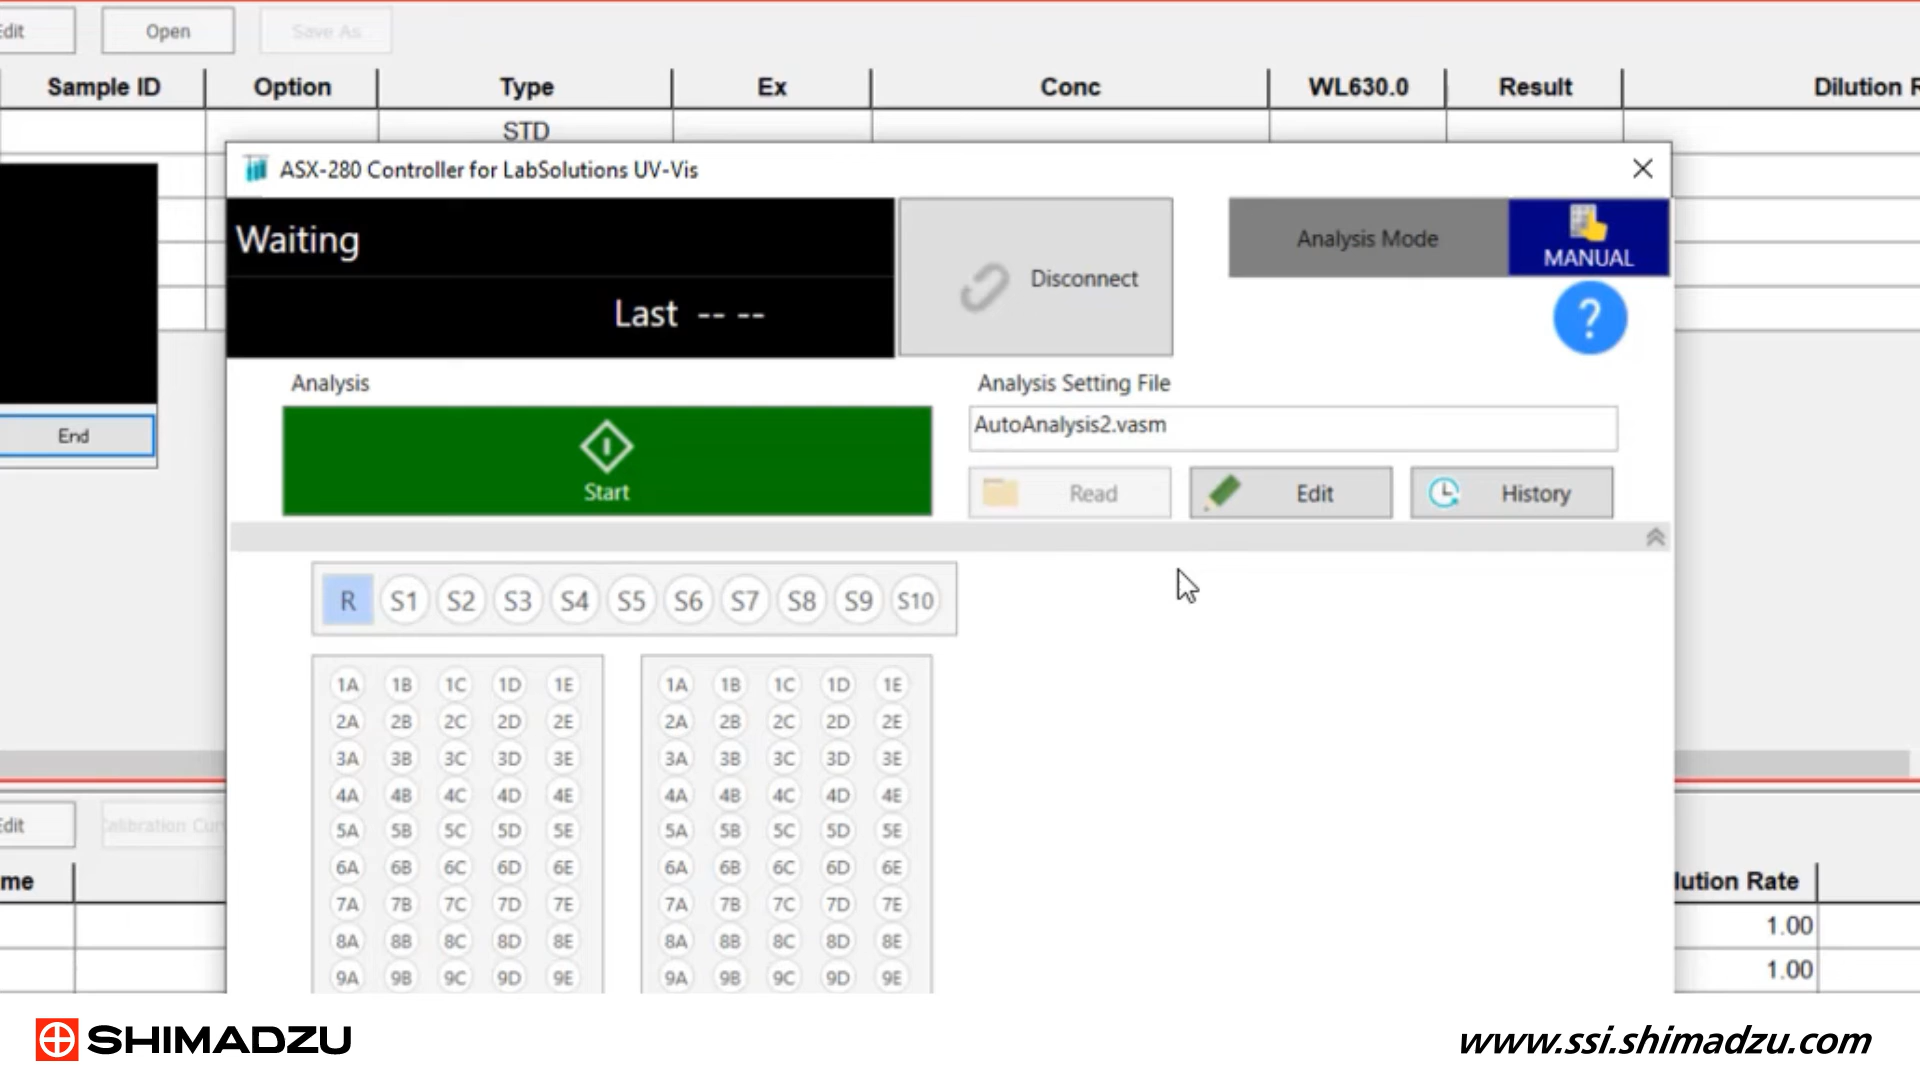 Edit Open Save As
Sample ID Option Type Ex Conc WL630.0 Result Dilution R
STD
ASX-280 Controller for LabSolutions UV-Vis
Waiting
Last -- --
Disconnect
Analysis Mode
MANUAL
?
Analysis
Start
Analysis Setting File
AutoAnalysis2.vasm
Read Edit History
End
R S1 S2 S3 S4 S5 S6 S7 S8 S9 S10
1A 1B 1C 1D 1E 1A 1B 1C 1D 1E
2A 2B 2C 2D 2E 2A 2B 2C 2D 2E
3A 3B 3C 3D 3E 3A 3B 3C 3D 3E
4A 4B 4C 4D 4E 4A 4B 4C 4D 4E
5A 5B 5C 5D 5E 5A 5B 5C 5D 5E
6A 6B 6C 6D 6E 6A 6B 6C 6D 6E
7A 7B 7C 7D 7E 7A 7B 7C 7D 7E
8A 8B 8C 8D 8E 8A 8B 8C 8D 8E
9A 9B 9C 9D 9E 9A 9B 9C 9D 9E
Edit Calibration Cur
me lution Rate
1.00
1.00
SHIMADZU www.ssi.shimadzu.com